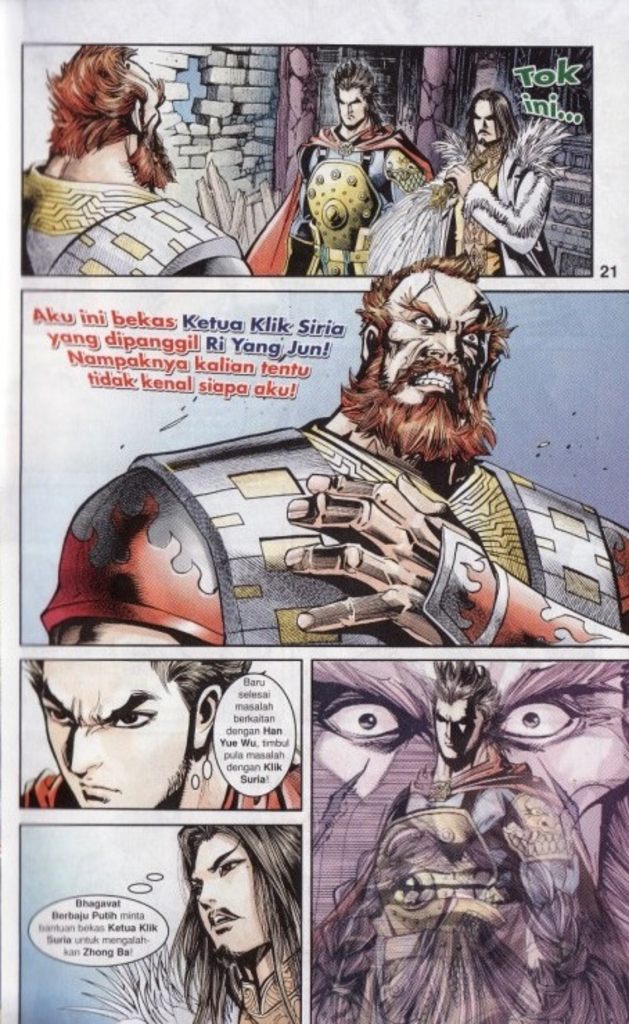 Tok
ini...
21
Aku ini bekas Ketua Klik Siria
yang dipanggil Ri Yang Jun!
Nampaknya kalian tentu
tidak kenal siapa aku!
Baru
selesai
masalah
berkaitan
dengan Han
Yue Wu, timbul
pula masalah
dengan Klik
Suria!
Bhagavat
Berbaju Putih minta
bantuan bekas Ketua Klik
Suria untuk mengalah-
kan Zhong Ba!